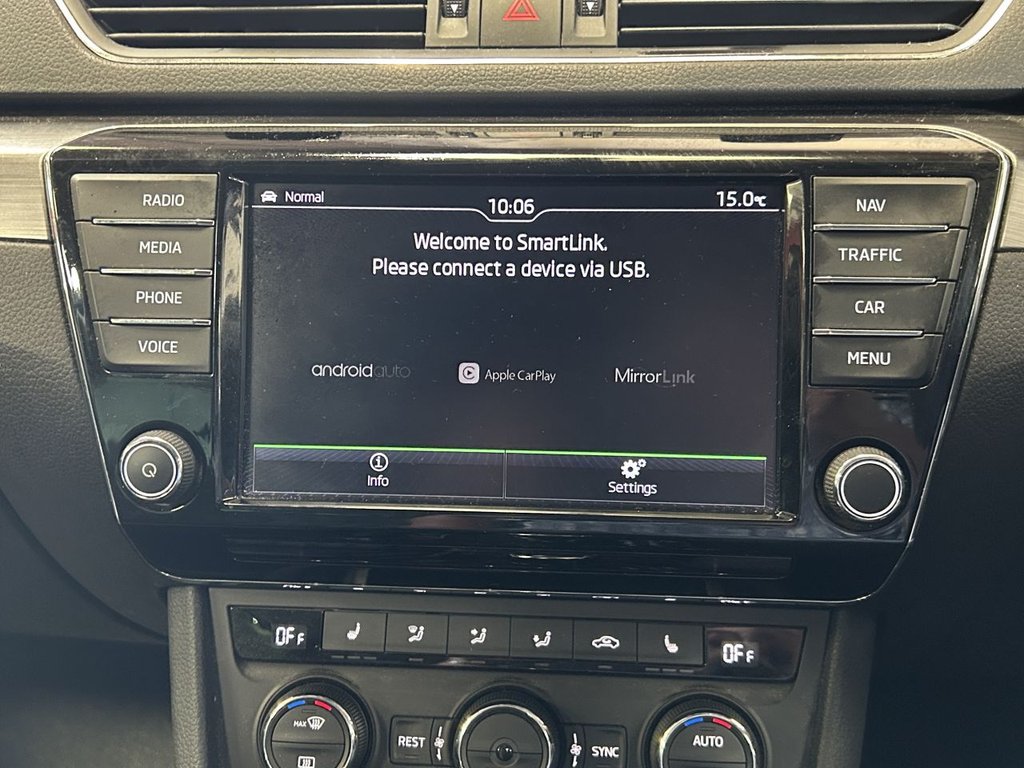 RADIO
MEDIA
PHONE
VOICE
Normal
10:06
15.0°C
Welcome to SmartLink.
Please connect a device via USB.
androidauto
Apple CarPlay
MirrorLink
Info
Settings
NAV
TRAFFIC
CAR
MENU
OFF
OFF
MAX
REST
SYNC
AUTO